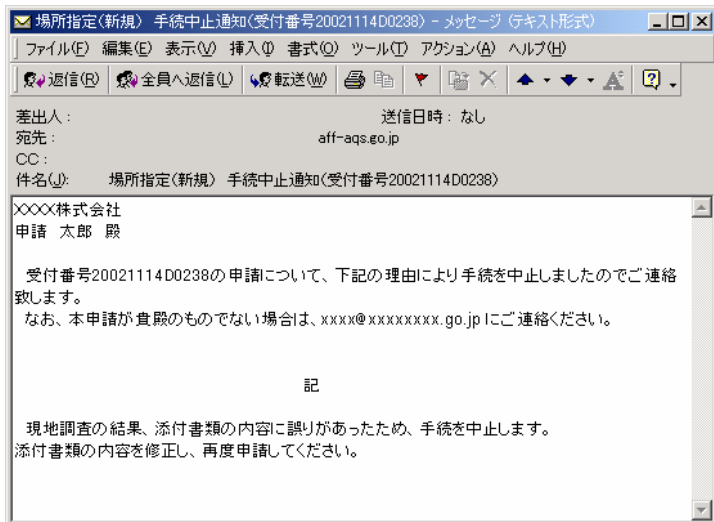 場所指定(新規) 手続中止通知(受付番号20021114D0238) - メッセージ (テキスト形式)
ファイル(F) 編集(E) 表示(V) 挿入(I) 書式(O) ツール(T) アクション(A) ヘルプ(H)
返信(R) 全員へ返信(L) 転送(W)
差出人: 送信日時: なし
宛先: aff-aqs.go.jp
CC:
件名(J): 場所指定(新規) 手続中止通知(受付番号20021114D0238)
XXXX株式会社
申請 太郎 殿
受付番号20021114D0238の申請について、下記の理由により手続を中止しましたのでご連絡
致します。
なお、本申請が貴殿のものでない場合は、xxxx@xxxxxxxx.go.jpにご連絡ください。
記
現地調査の結果、添付書類の内容に誤りがあったため、手続を中止します。
添付書類の内容を修正し、再度申請してください。